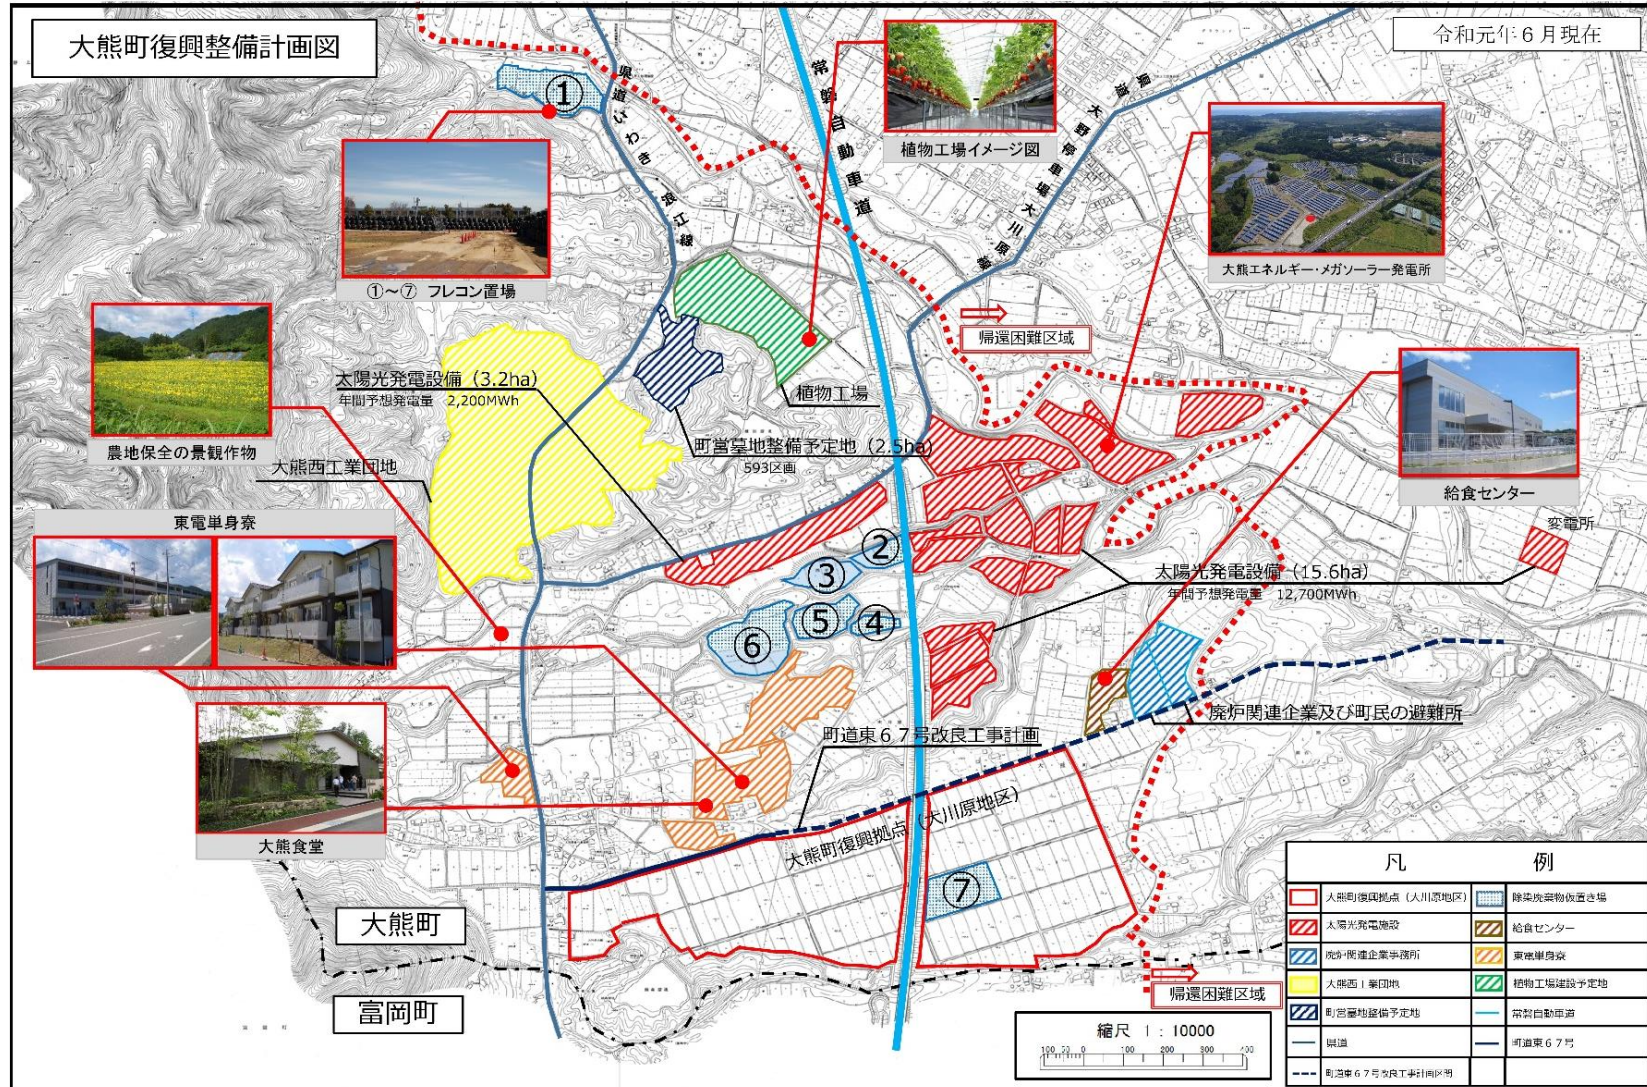 大熊町復興整備計画図
令和元年６月現在
①
県道いわき・浪江線
常磐自動車道
植物工場イメージ図
県道
大野停車場大川原線
大熊エネルギー・メガソーラー発電所
①～⑦ フレコン置場
帰還困難区域
農地保全の景観作物
太陽光発電設備（3.2ha）
年間予想発電量 2,200MWh
植物工場
町営墓地整備予定地（2.5ha）
593区画
大熊西工業団地
給食センター
東電単身寮
変電所
②
③
太陽光発電設備（15.6ha）
年間予想発電量 12,700MWh
④
⑤
⑥
廃炉関連企業及び町民の避難所
町道東６７号改良工事計画
大熊町復興拠点（大川原地区）
大熊食堂
⑦
大熊町
富岡町
帰還困難区域
縮尺 1：10000
100 50 0 100 200 300 400
凡 例
大熊町復興拠点（大川原地区）
除染廃棄物仮置き場
太陽光発電施設
給食センター
廃炉関連企業事務所
東電単身寮
大熊西工業団地
植物工場建設予定地
町営墓地整備予定地
常磐自動車道
県道
町道東６７号
町道東６７号改良工事計画区間